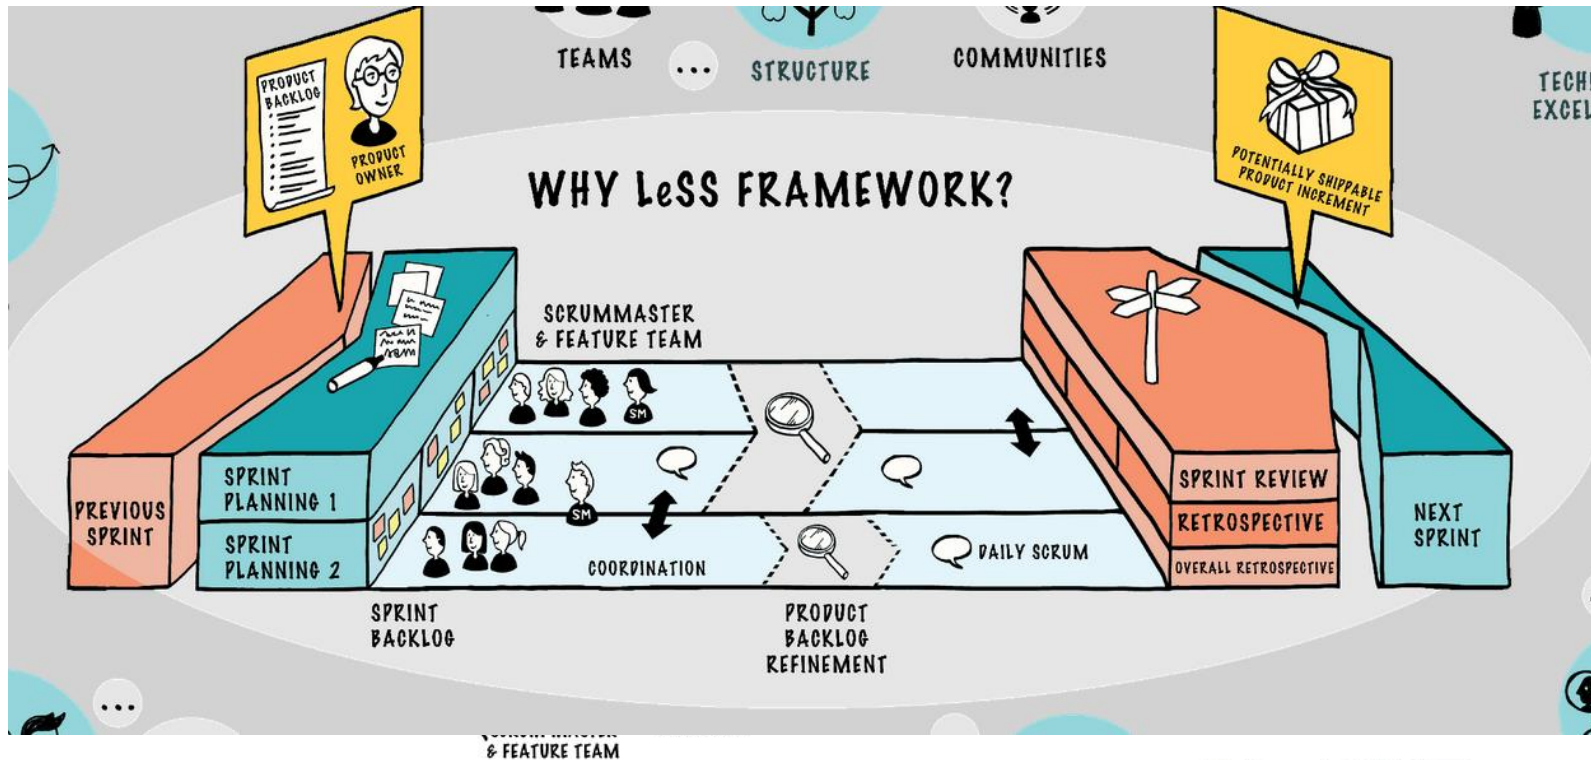 TEAMS
...
STRUCTURE
COMMUNITIES
PRODUCT
BACKLOG
PRODUCT
OWNER
POTENTIALLY SHIPPABLE
PRODUCT INCREMENT
WHY LeSS FRAMEWORK?
SCRUMMASTER
& FEATURE TEAM
SM
SM
PREVIOUS
SPRINT
SPRINT
PLANNING 1
SPRINT
PLANNING 2
COORDINATION
DAILY SCRUM
SPRINT REVIEW
RETROSPECTIVE
OVERALL RETROSPECTIVE
NEXT
SPRINT
SPRINT
BACKLOG
PRODUCT
BACKLOG
REFINEMENT
...
& FEATURE TEAM